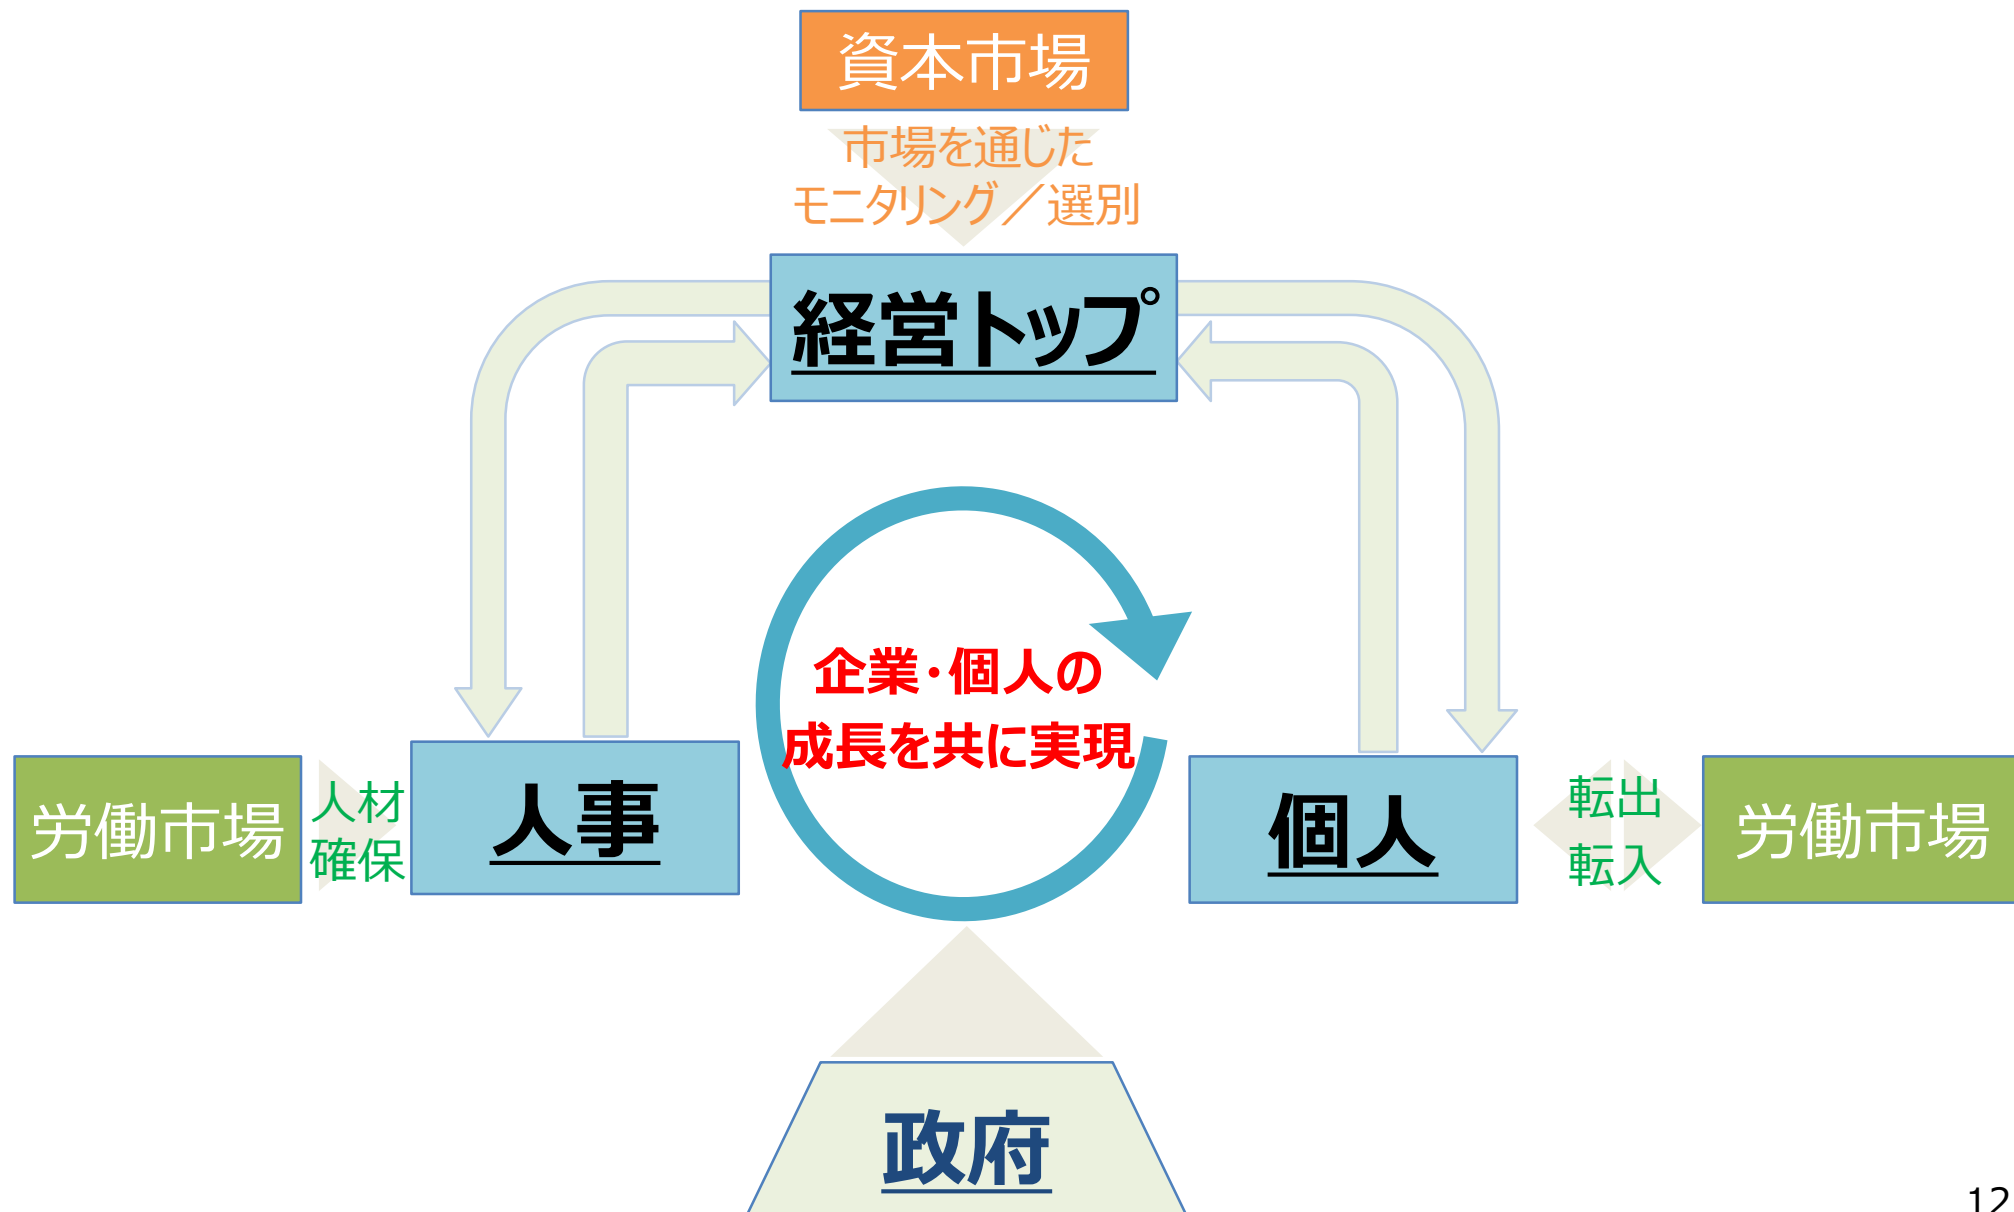 資本市場
市場を通じた
モニタリング／選別
経営トップ
企業・個人の
成長を共に実現
労働市場
人材
確保
人事
個人
転出
転入
労働市場
政府
12